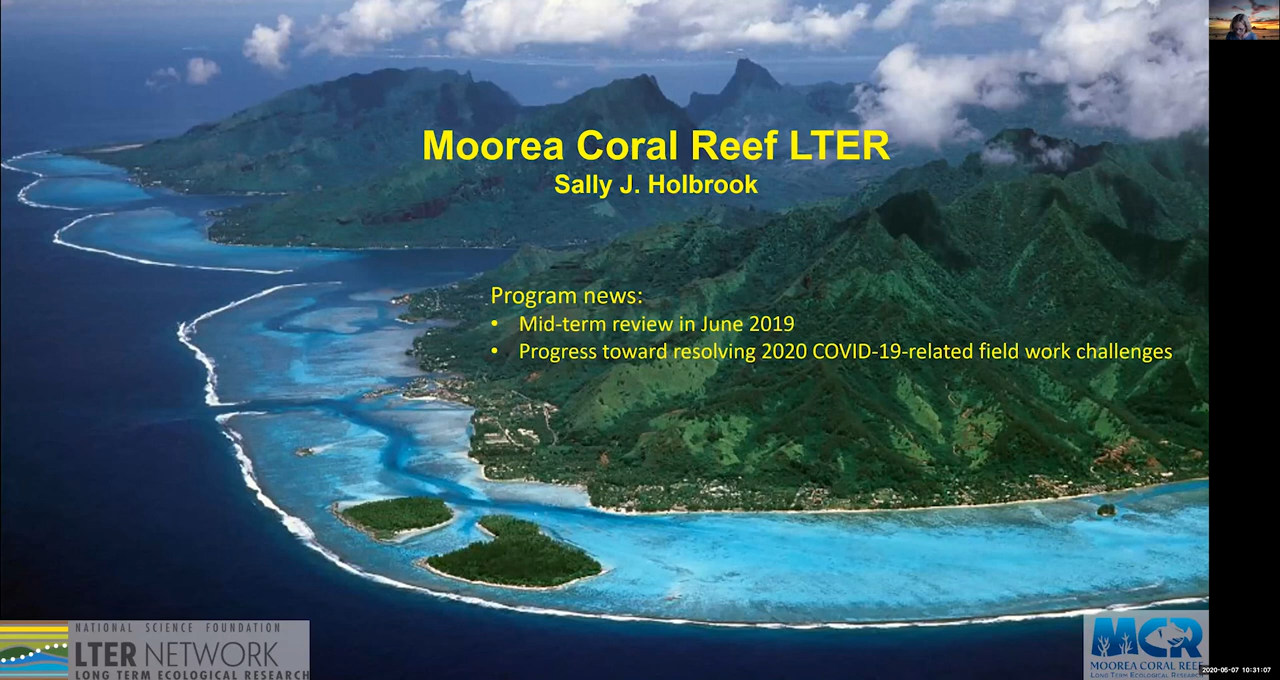 Moorea Coral Reef LTER
Sally J. Holbrook
Program news:
• Mid-term review in June 2019
• Progress toward resolving 2020 COVID-19-related field work challenges
NATIONAL SCIENCE FOUNDATION
LTER NETWORK
LONG TERM ECOLOGICAL RESEARCH
MCR
MOOREA CORAL REEF
LONG TERM ECOLOGICAL RESEARCH
2020-05-07 10:31:07